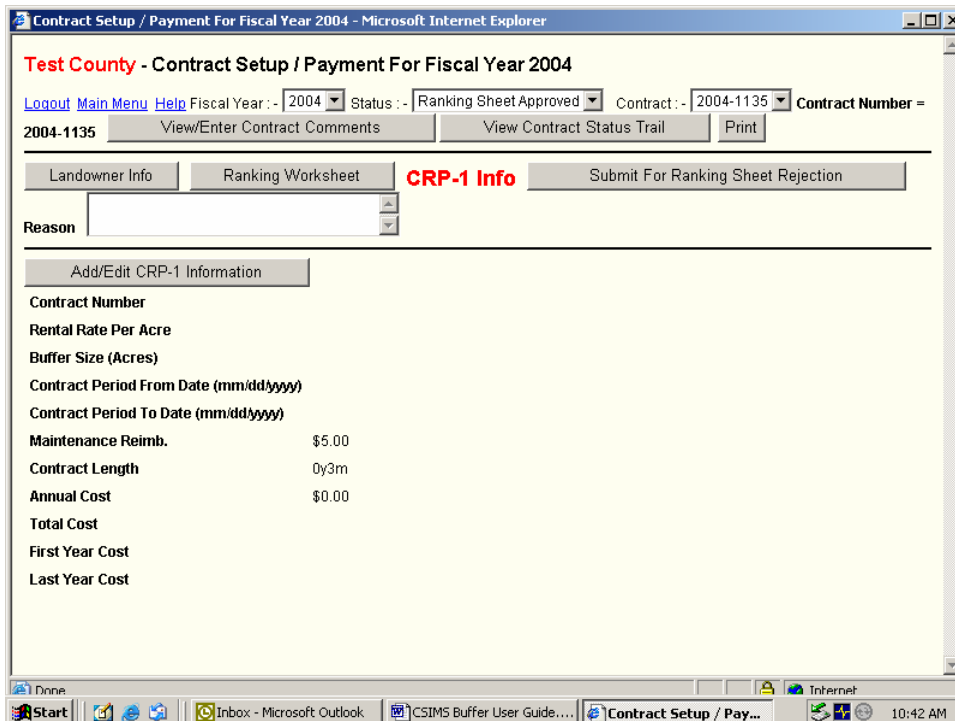 Contract Setup / Payment For Fiscal Year 2004 - Microsoft Internet Explorer
Test County - Contract Setup / Payment For Fiscal Year 2004
Logout Main Menu Help Fiscal Year : - 2004 Status : - Ranking Sheet Approved Contract : - 2004-1135 Contract Number =
2004-1135 View/Enter Contract Comments View Contract Status Trail Print
Landowner Info Ranking Worksheet CRP-1 Info Submit For Ranking Sheet Rejection
Reason
Add/Edit CRP-1 Information
Contract Number
Rental Rate Per Acre
Buffer Size (Acres)
Contract Period From Date (mm/dd/yyyy)
Contract Period To Date (mm/dd/yyyy)
Maintenance Reimb. $5.00
Contract Length 0y3m
Annual Cost $0.00
Total Cost
First Year Cost
Last Year Cost
Done Internet
Start Inbox - Microsoft Outlook CSIMS Buffer User Guide.... Contract Setup / Pay... 10:42 AM